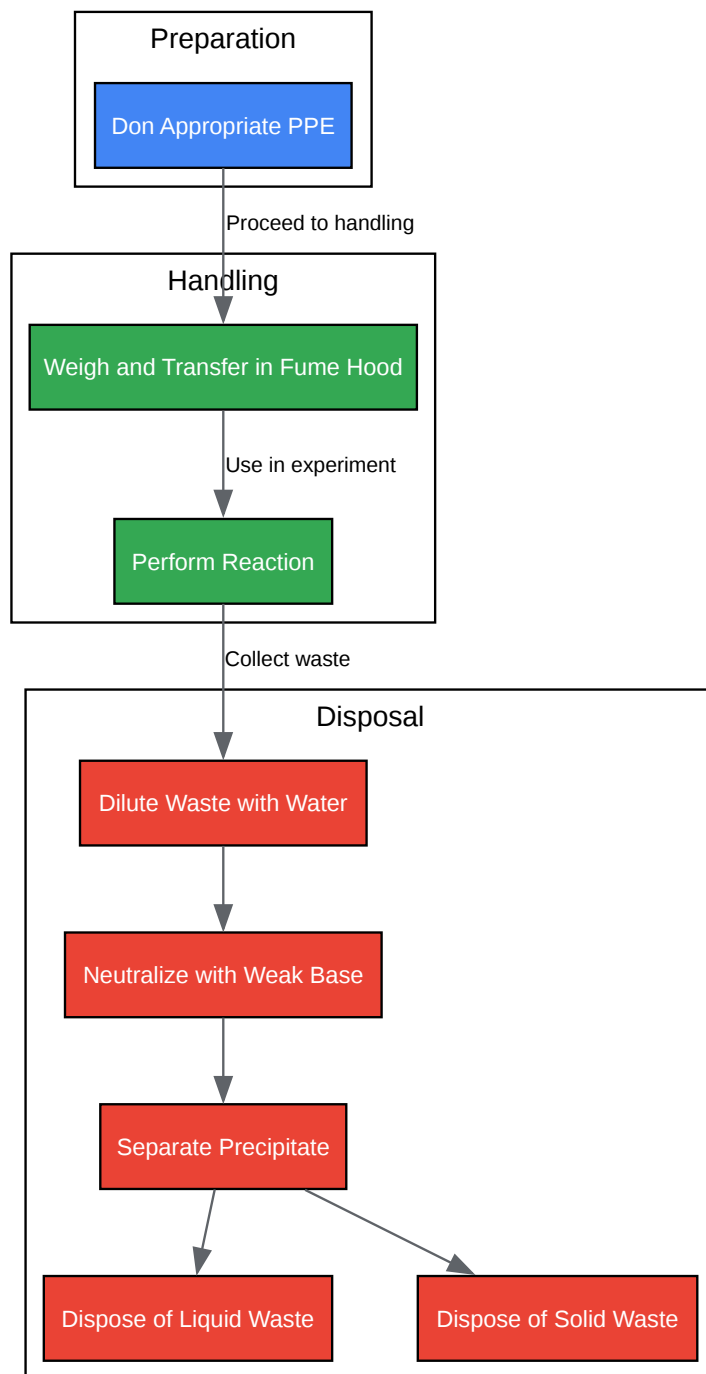 Preparation
Don Appropriate PPE
Proceed to handling
Handling
Weigh and Transfer in Fume Hood
Use in experiment
Perform Reaction
Collect waste
Disposal
Dilute Waste with Water
Neutralize with Weak Base
Separate Precipitate
Dispose of Liquid Waste
Dispose of Solid Waste